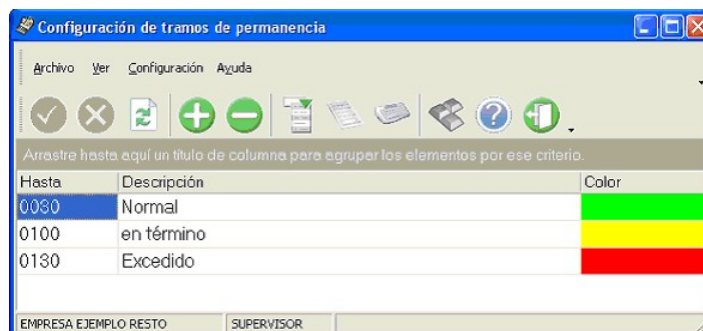 Configuración de tramos de permanencia
Archivo Ver Configuración Ayuda
Arrastre hasta aquí un título de columna para agrupar los elementos por ese criterio.
Hasta Descripción Color
0030 Normal
0100 en término
0130 Excedido
EMPRESA EJEMPLO RESTO SUPERVISOR